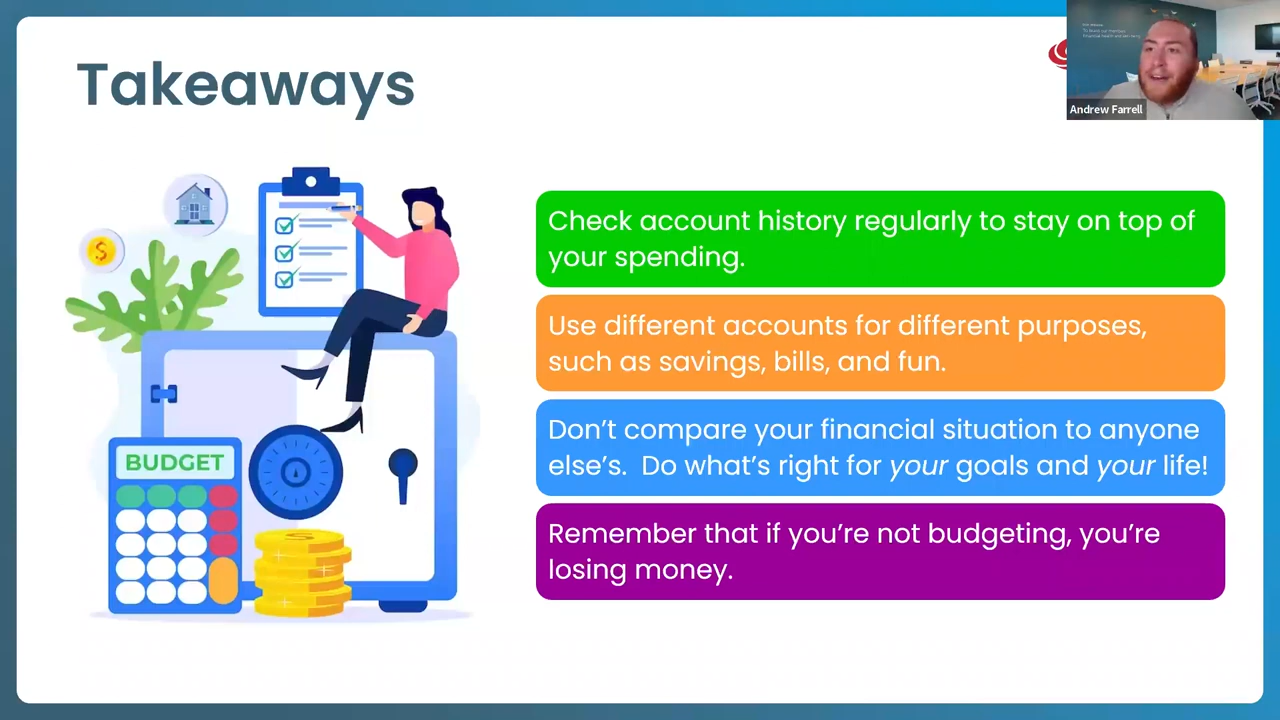 Takeaways
Andrew Farrell
Check account history regularly to stay on top of
your spending.
Use different accounts for different purposes,
such as savings, bills, and fun.
Don’t compare your financial situation to anyone
else’s. Do what’s right for your goals and your life!
Remember that if you’re not budgeting, you’re
losing money.
$
BUDGET